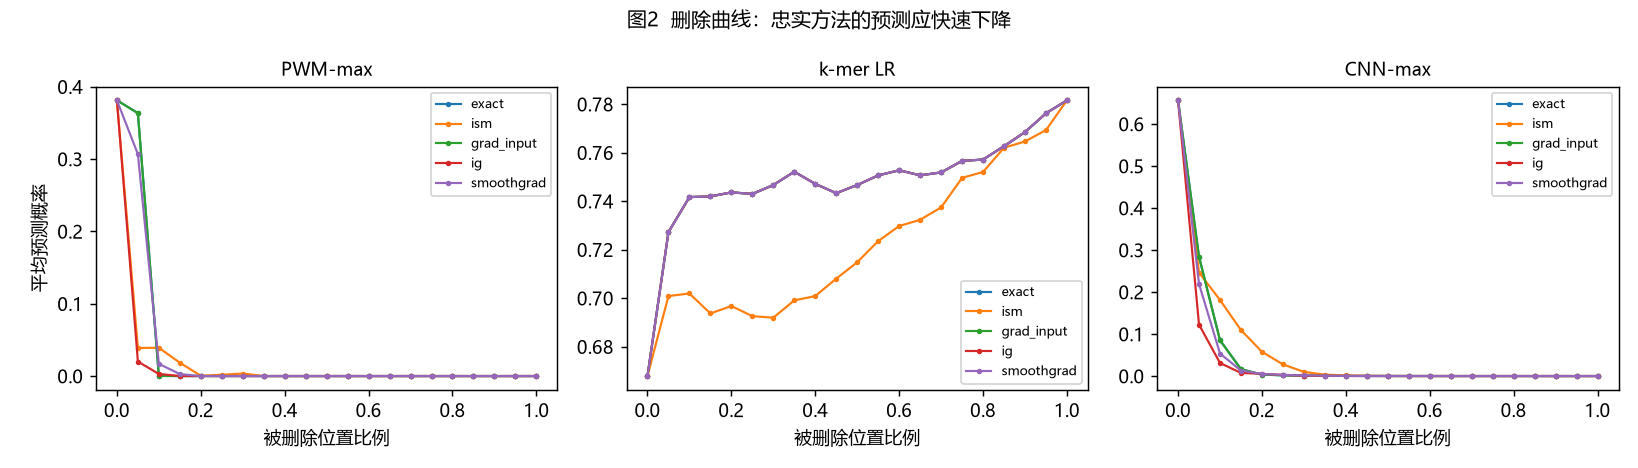 图2  删除曲线：忠实方法的预测应快速下降
PWM-max
平均预测概率
0.4
0.3
0.2
0.1
0.0
exact
ism
grad_input
ig
smoothgrad
0.0 0.2 0.4 0.6 0.8 1.0
被删除位置比例
k-mer LR
0.78
0.76
0.74
0.72
0.70
0.68
exact
ism
grad_input
ig
smoothgrad
0.0 0.2 0.4 0.6 0.8 1.0
被删除位置比例
CNN-max
0.6
0.5
0.4
0.3
0.2
0.1
0.0
exact
ism
grad_input
ig
smoothgrad
0.0 0.2 0.4 0.6 0.8 1.0
被删除位置比例